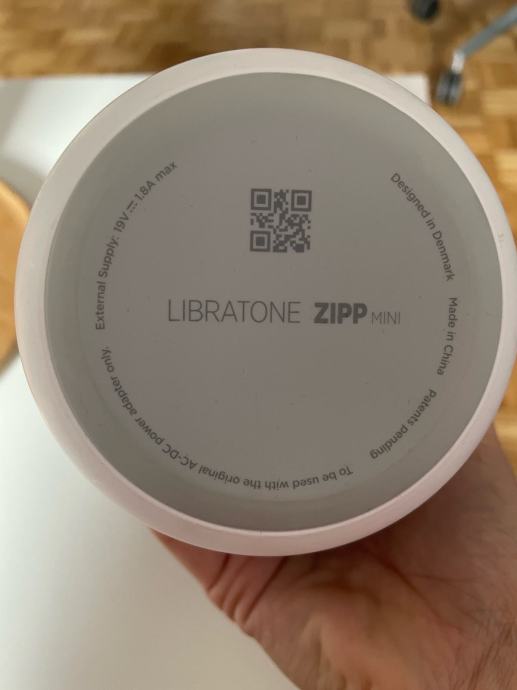 LIBRATONE ZIPP MINI
Designed in Denmark
Made in China
Patents pending
To be used with the original AC-DC power adapter only.
External Supply: 19V ⎓ 1.8A max